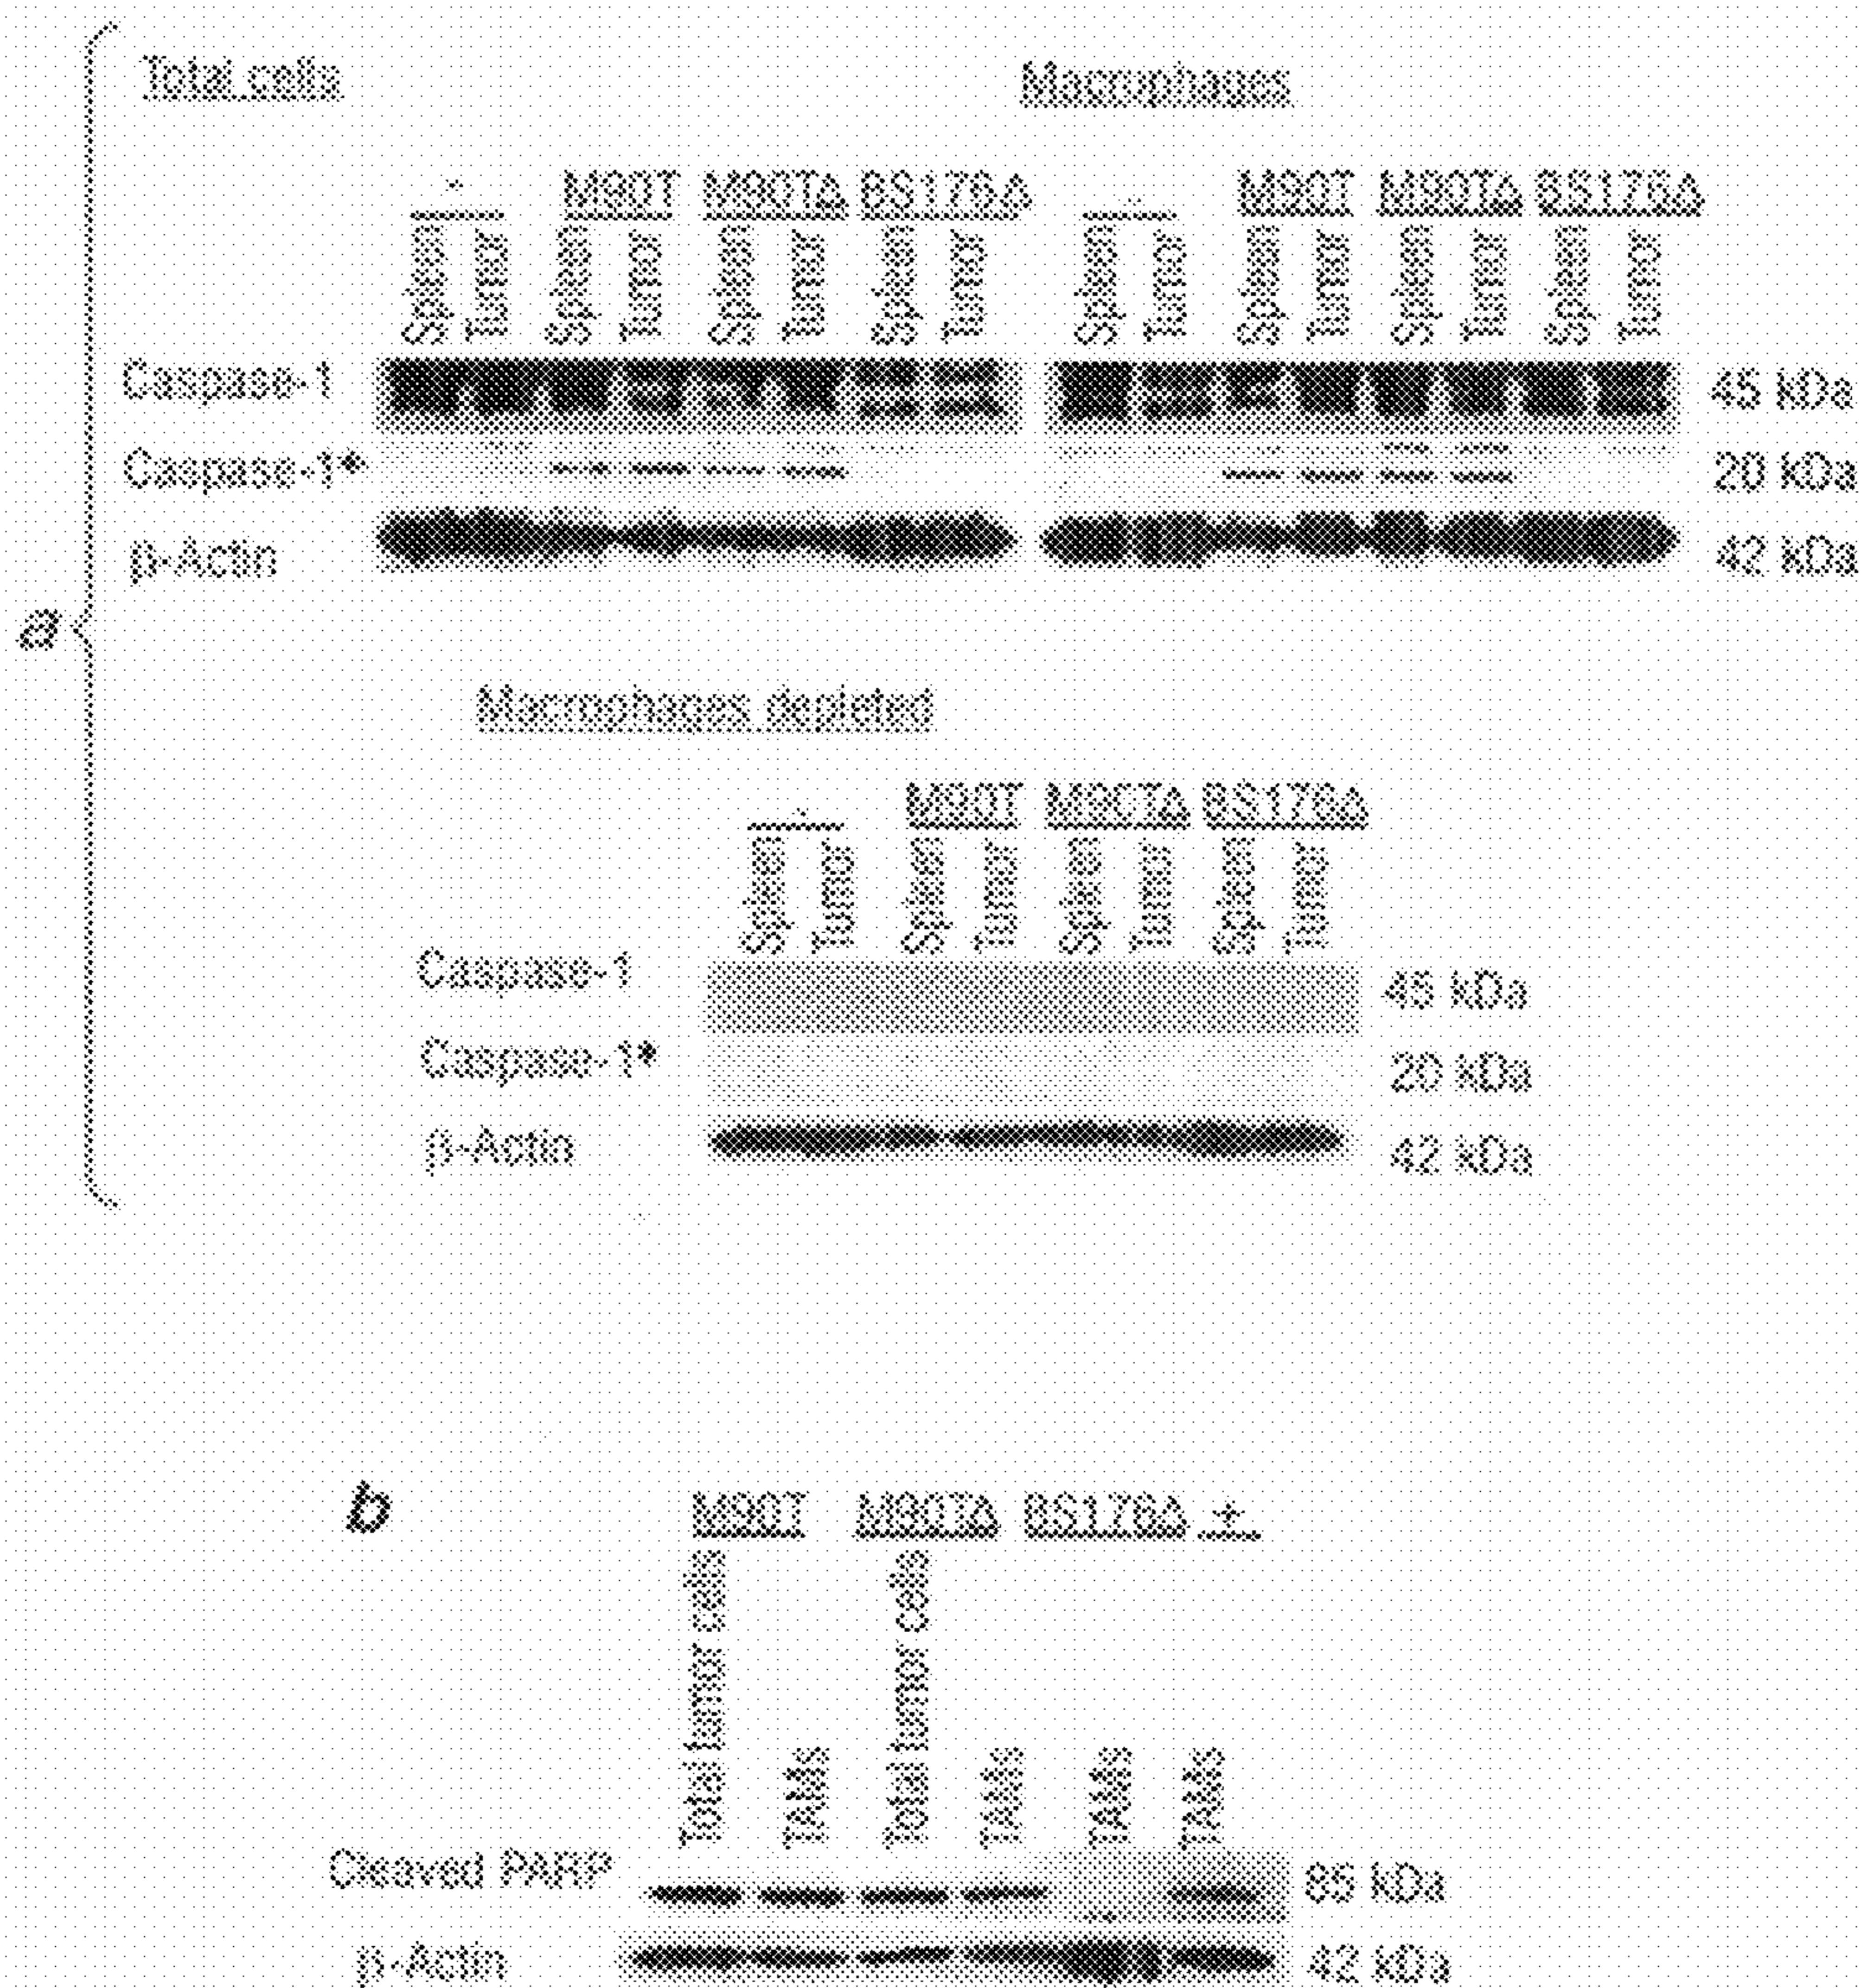 Total cells
Macrophages
- M90T M90TΔ BS176Δ - M90T M90TΔ BS176Δ
Spleen Tumor Spleen Tumor Spleen Tumor Spleen Tumor Spleen Tumor Spleen Tumor Spleen Tumor Spleen Tumor
Caspase-1 45 kDa
Caspase-1* 20 kDa
β-Actin 42 kDa
a
Macrophages depleted
- M90T M90TΔ BS176Δ
Spleen Tumor Spleen Tumor Spleen Tumor Spleen Tumor
Caspase-1 45 kDa
Caspase-1* 20 kDa
β-Actin 42 kDa
b
M90T M90TΔ BS176Δ +
Total tumor cells TAMs Total tumor cells TAMs TAMs TAMs
Cleaved PARP 85 kDa
β-Actin 42 kDa